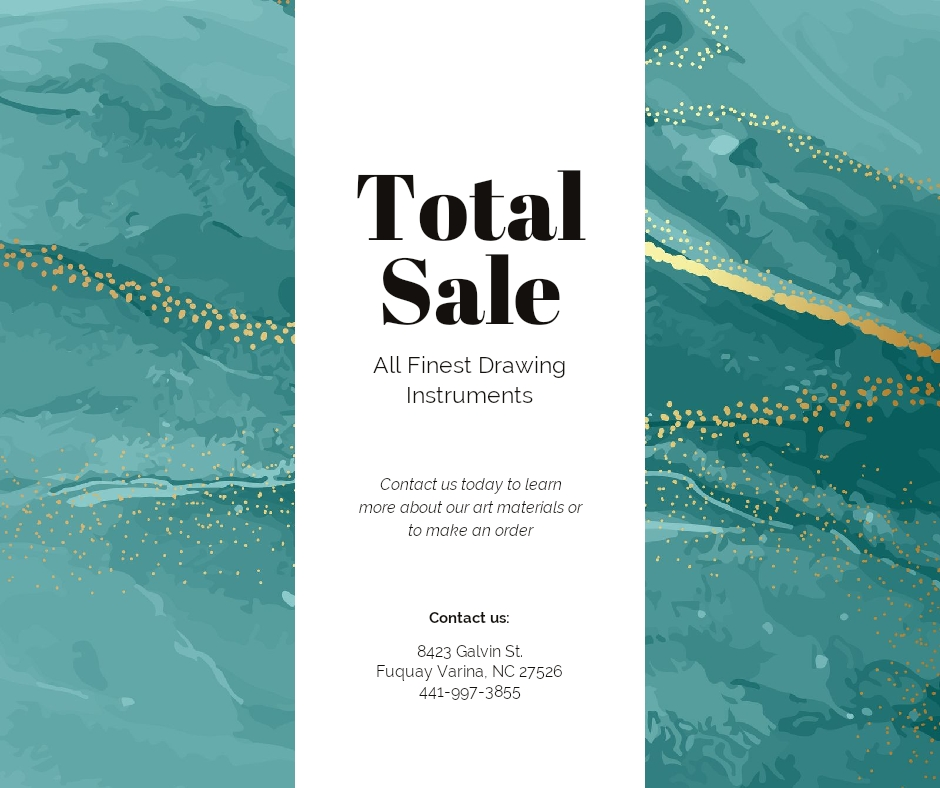 Total
Sale
All Finest Drawing
Instruments
Contact us today to learn
more about our art materials or
to make an order
Contact us:
8423 Galvin St.
Fuquay Varina, NC 27526
441-997-3855